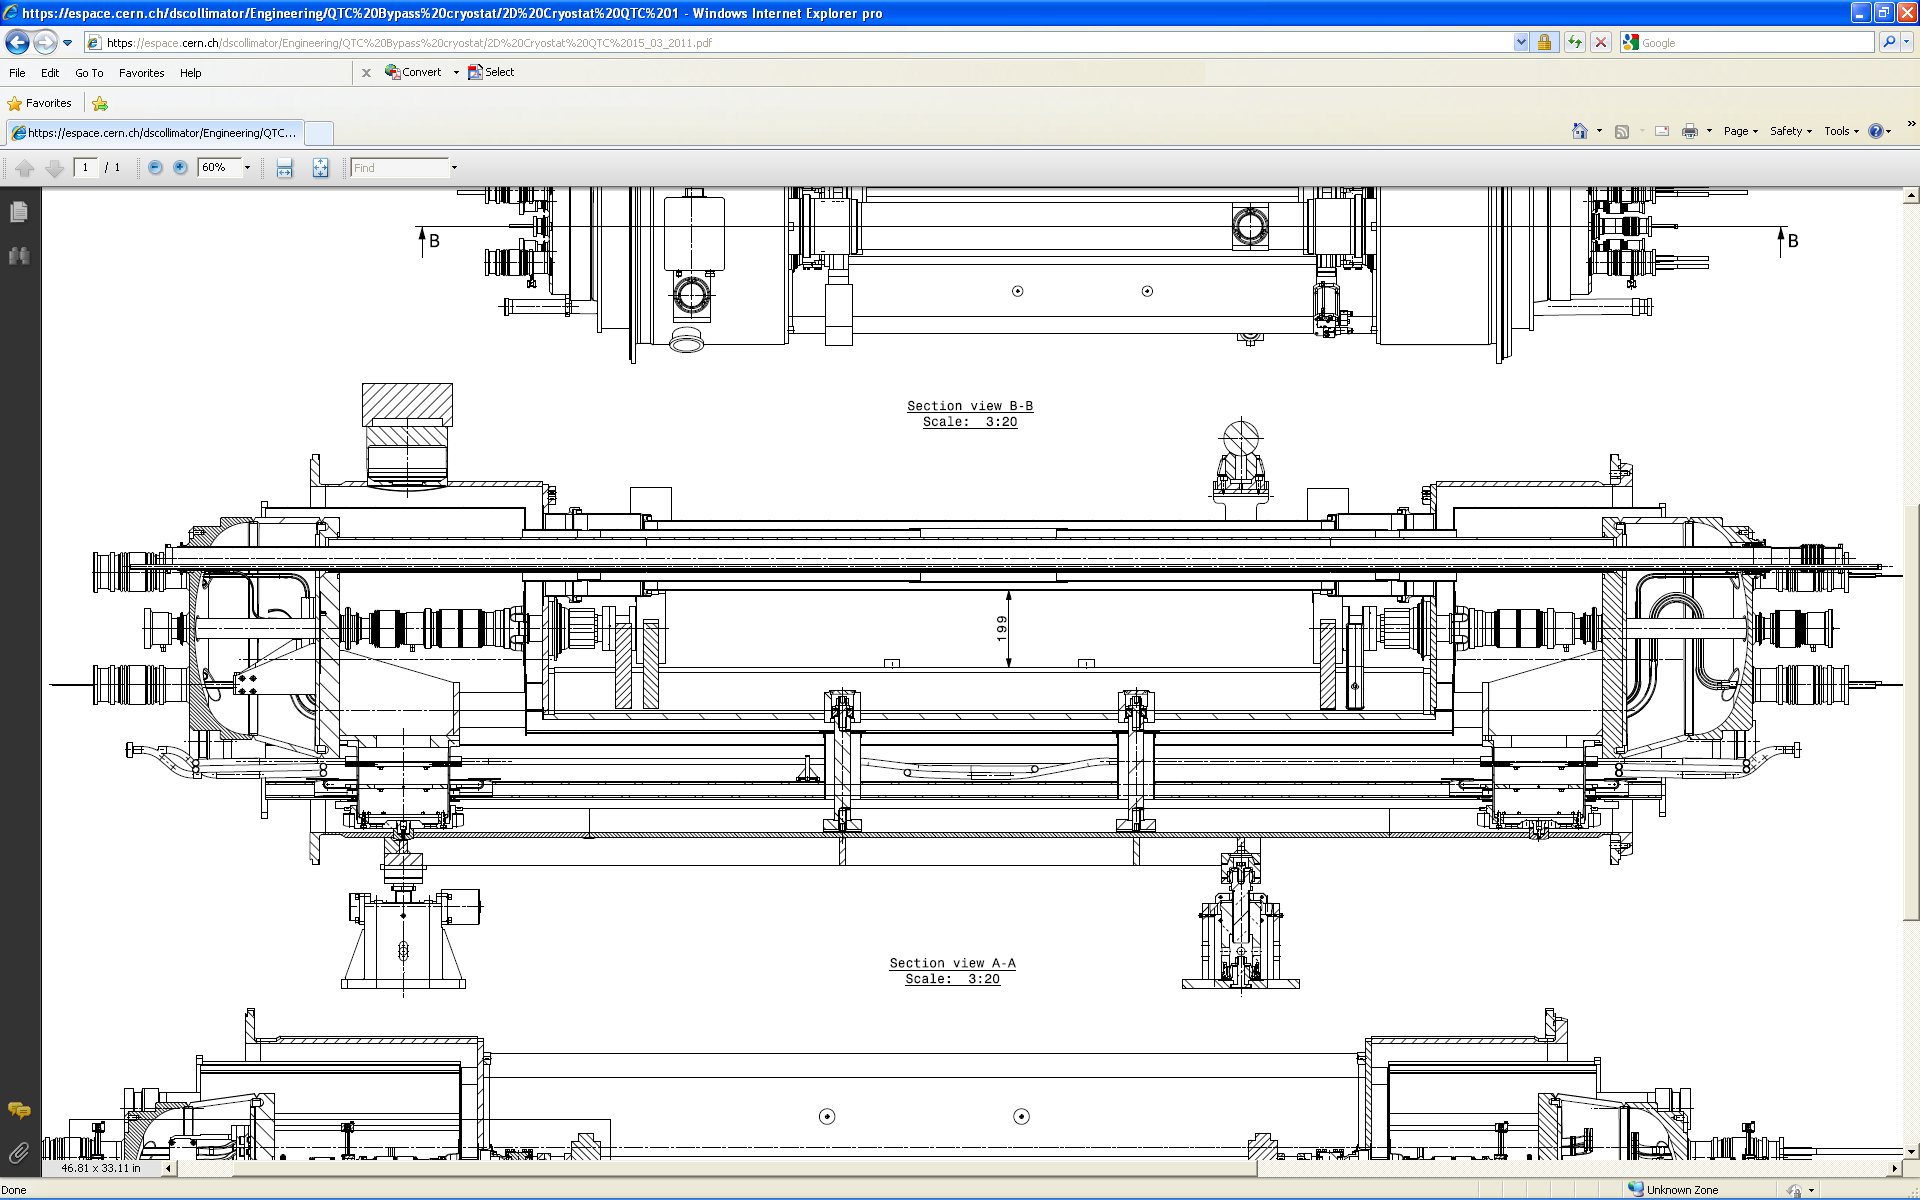 https://espace.cern.ch/dscollimator/Engineering/QTC%20Bypass%20cryostat/2D%20Cryostat%20QTC%201 - Windows Internet Explorer pro
https://espace.cern.ch/dscollimator/Engineering/QTC%20Bypass%20cryostat/2D%20Cryostat%20QTC%2015_03_2011.pdf
Google
File Edit Go To Favorites Help
x Convert Select
Favorites
https://espace.cern.ch/dscollimator/Engineering/QTC...
Page Safety Tools »
1 / 1 60% Find
B
B
Section view B-B
Scale: 3:20
199
Section view A-A
Scale: 3:20
46.81 x 33.11 in
Done
Unknown Zone